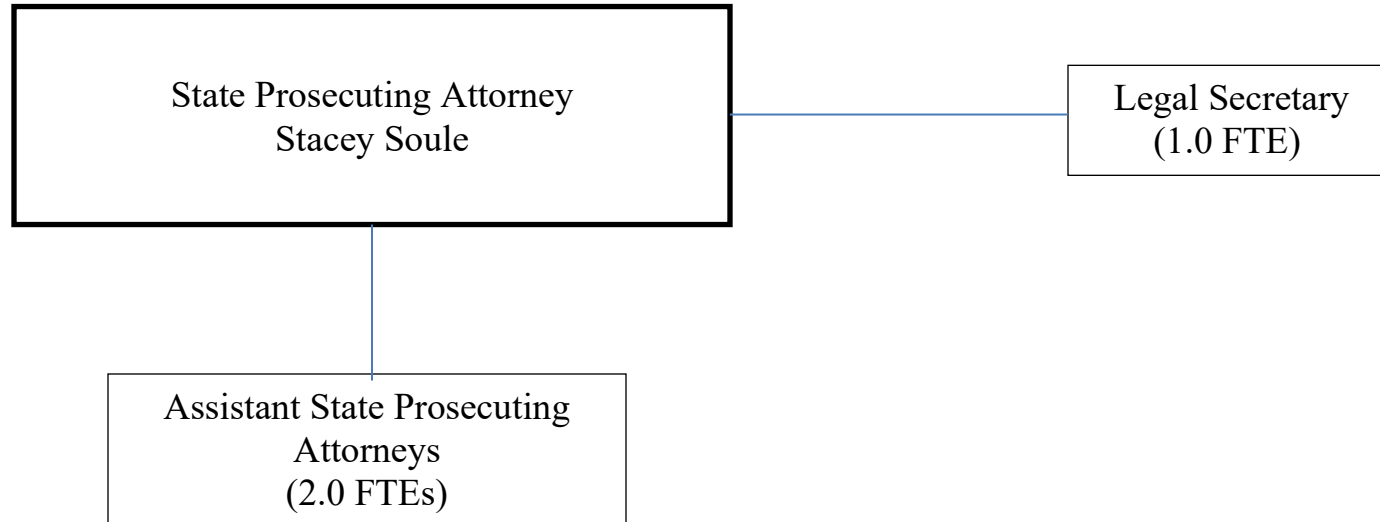 State Prosecuting Attorney
Stacey Soule
Legal Secretary
(1.0 FTE)
Assistant State Prosecuting
Attorneys
(2.0 FTEs)